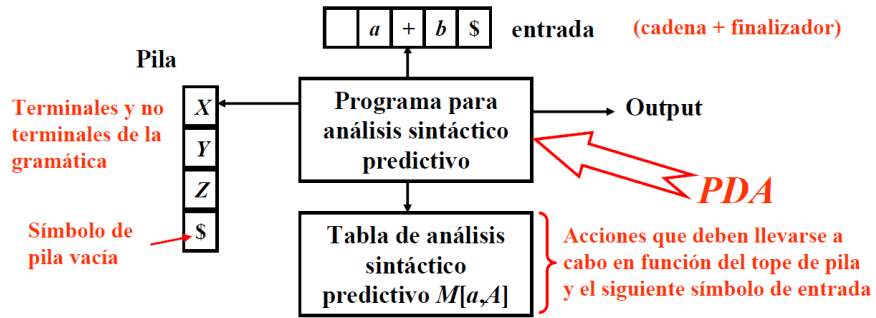 a + b $ entrada (cadena + finalizador)
Pila
Terminales y no
terminales de la
gramática
X
Y
Z
$
Símbolo de
pila vacía
Programa para
análisis sintáctico
predictivo
Output
PDA
Tabla de análisis
sintáctico
predictivo M[a,A]
Acciones que deben llevarse a
cabo en función del tope de pila
y el siguiente símbolo de entrada